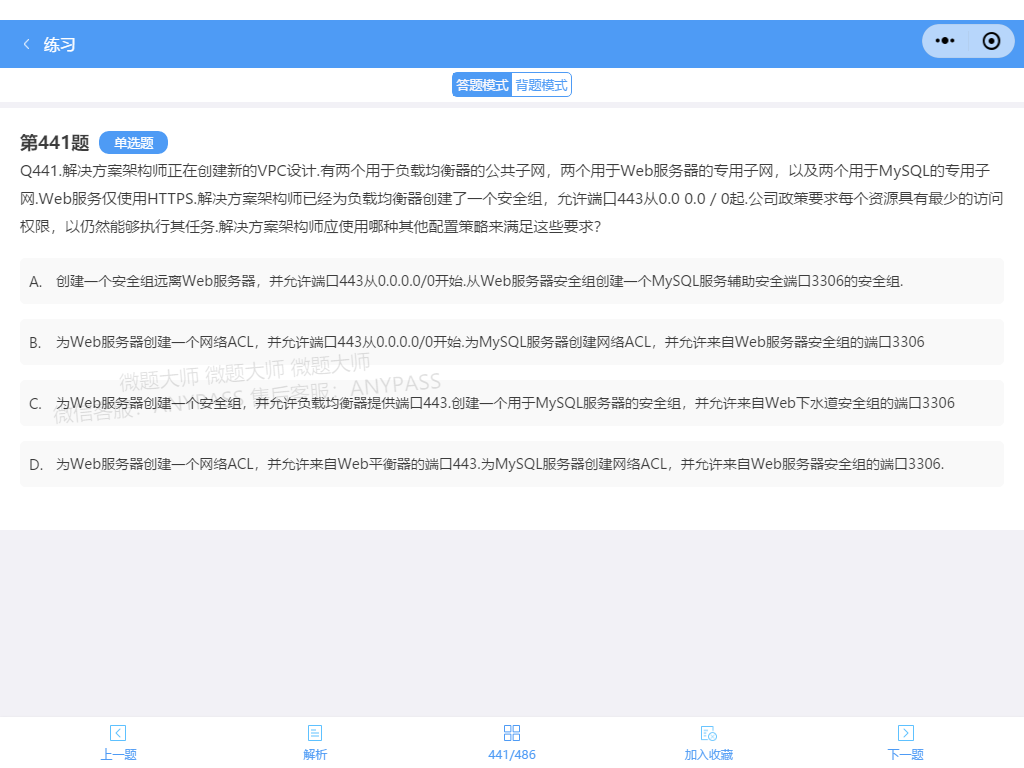 练习
答题模式 背题模式
第441题 单选题
Q441.解决方案架构师正在创建新的VPC设计.有两个用于负载均衡器的公共子网，两个用于Web服务器的专用子网，以及两个用于MySQL的专用子
网.Web服务仅使用HTTPS.解决方案架构师已经为负载均衡器创建了一个安全组，允许端口443从0.0 0.0 / 0起.公司政策要求每个资源具有最少的访问
权限，以仍然能够执行其任务.解决方案架构师应使用哪种其他配置策略来满足这些要求?
A. 创建一个安全组远离Web服务器，并允许端口443从0.0.0.0/0开始.从Web服务器安全组创建一个MySQL服务辅助安全端口3306的安全组.
B. 为Web服务器创建一个网络ACL，并允许端口443从0.0.0.0/0开始.为MySQL服务器创建网络ACL，并允许来自Web服务器安全组的端口3306
微题大师 微题大师 微题大师
微信客服：ANYPASS 售后客服：ANYPASS
C. 为Web服务器创建一个安全组，并允许负载均衡器提供端口443.创建一个用于MySQL服务器的安全组，并允许来自Web下水道安全组的端口3306
D. 为Web服务器创建一个网络ACL，并允许来自Web平衡器的端口443.为MySQL服务器创建网络ACL，并允许来自Web服务器安全组的端口3306.
上一题 解析 441/486 加入收藏 下一题